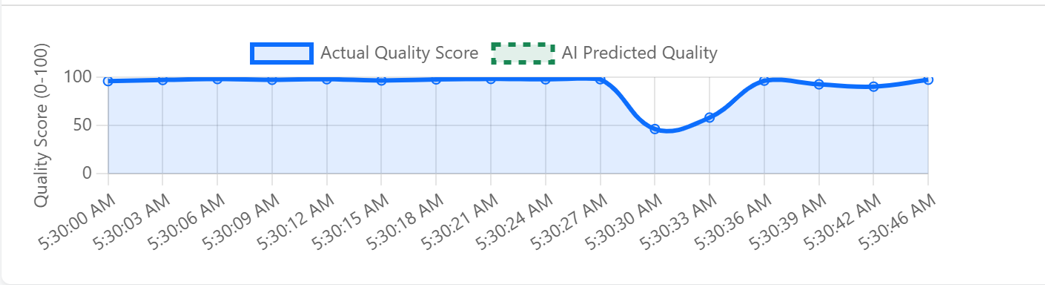 Actual Quality Score AI Predicted Quality
Quality Score (0-100)
100
50
0
5:30:00 AM
5:30:03 AM
5:30:06 AM
5:30:09 AM
5:30:12 AM
5:30:15 AM
5:30:18 AM
5:30:21 AM
5:30:24 AM
5:30:27 AM
5:30:30 AM
5:30:33 AM
5:30:36 AM
5:30:39 AM
5:30:42 AM
5:30:46 AM